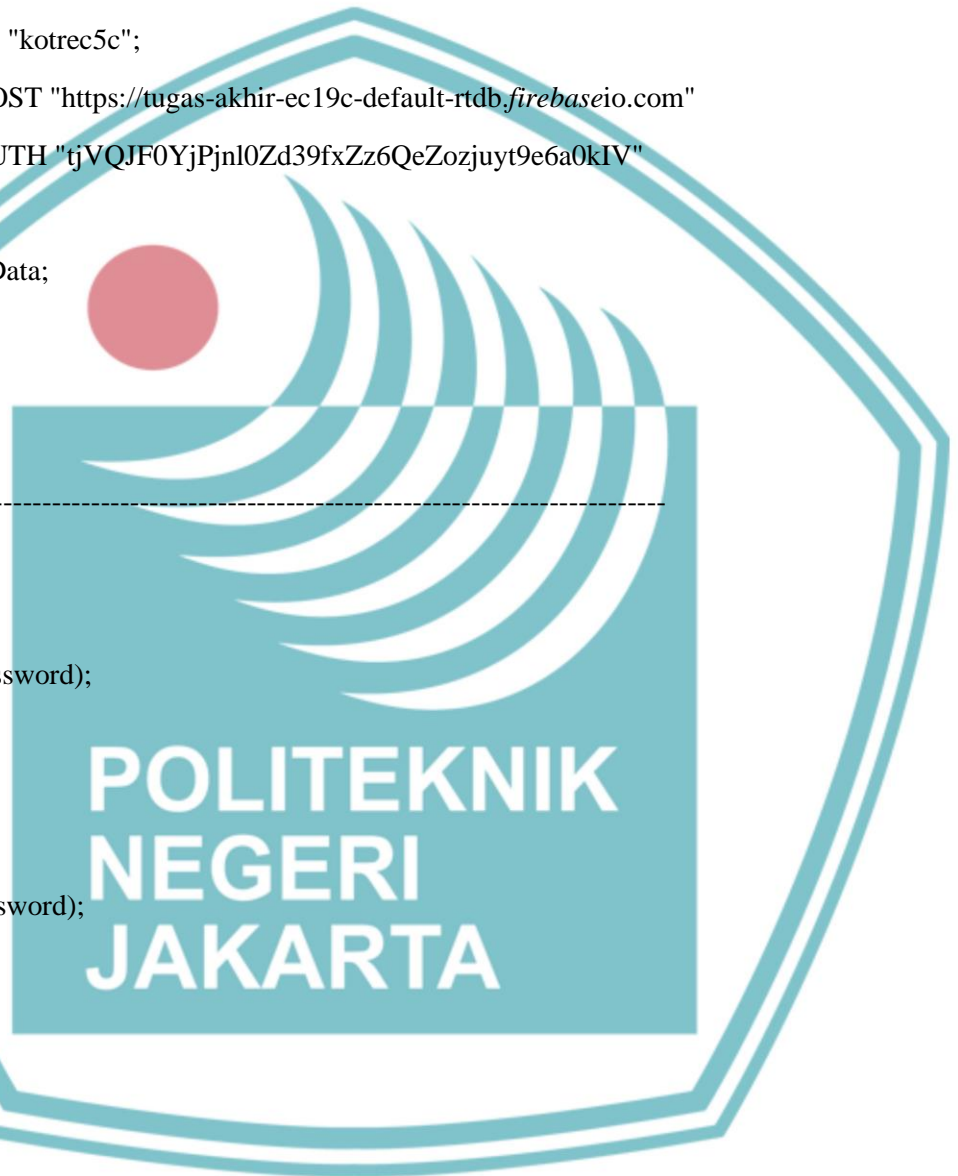 "kotrec5c";
OST "https://tugas-akhir-ec19c-default-rtdb.firebaseio.com"
UTH "tjVQJF0YjPjnl0Zd39fxZz6QeZozjuyt9e6a0kIV"
Data;
--------------------------------------------------------------------------
ssword);
POLITEKNIK
NEGERI
sword);
JAKARTA